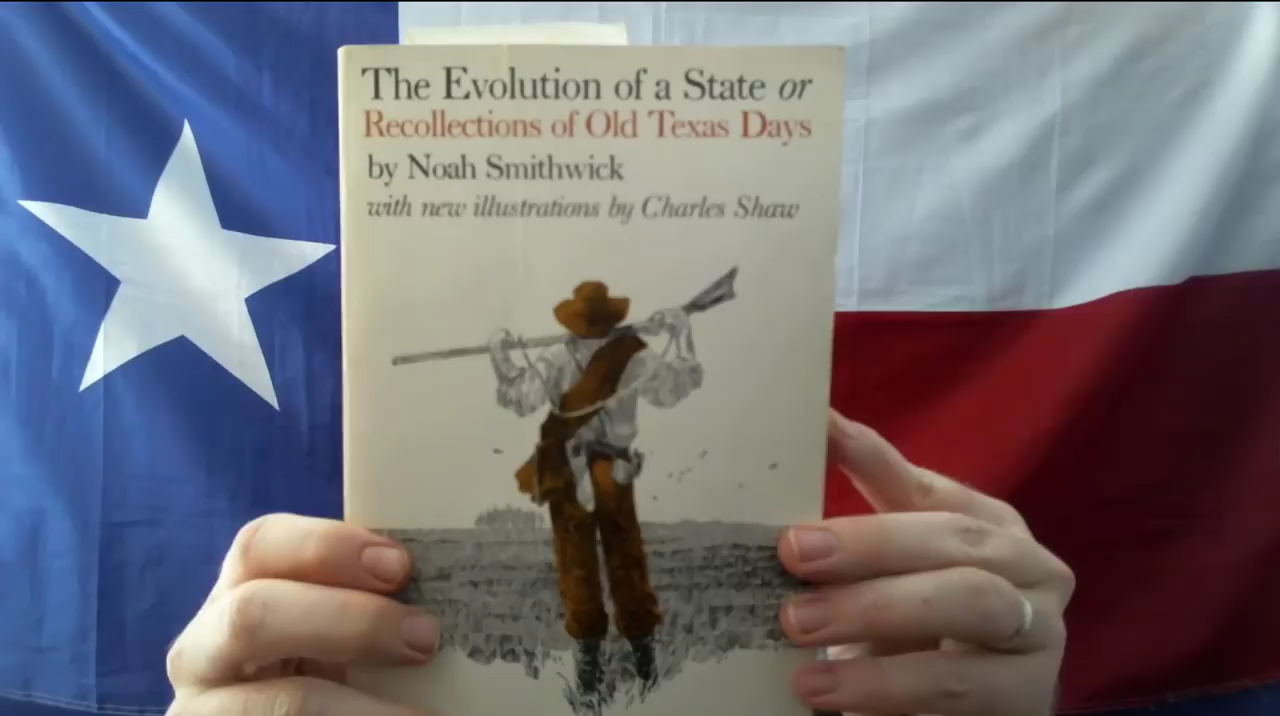 The Evolution of a State or
Recollections of Old Texas Days
by Noah Smithwick
with new illustrations by Charles Shaw